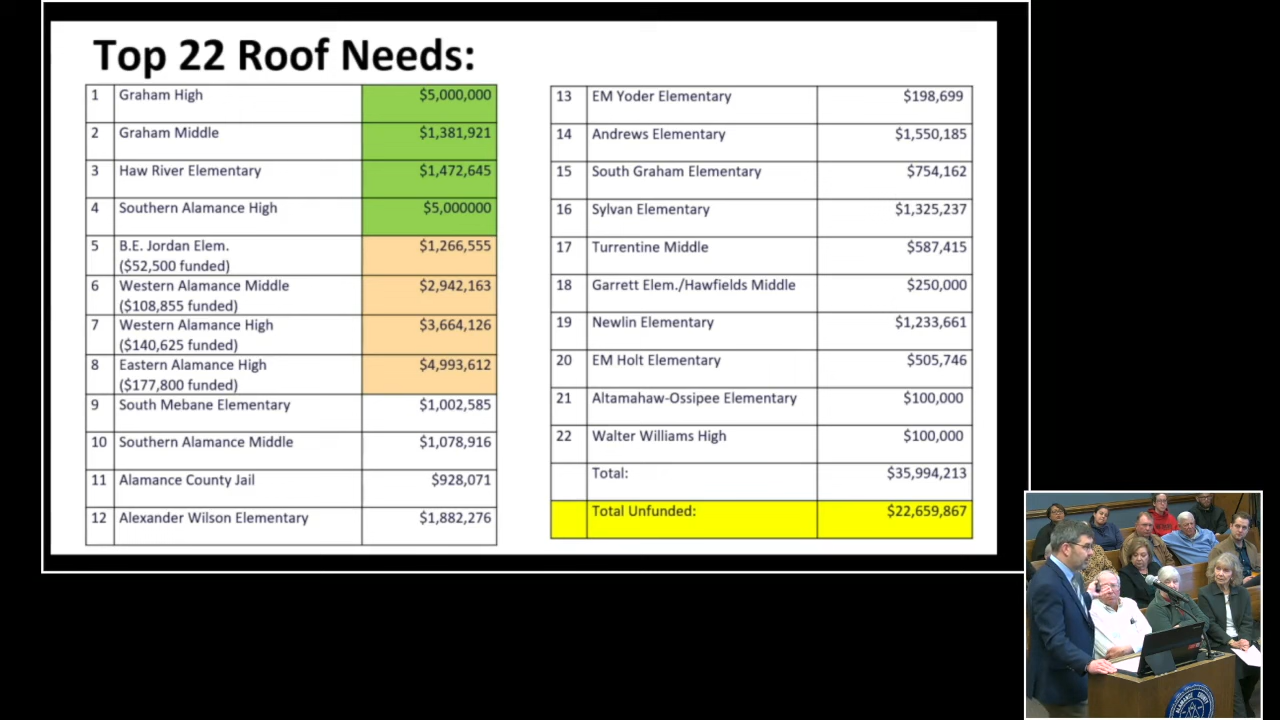 Top 22 Roof Needs:
1 Graham High $5,000,000
2 Graham Middle $1,381,921
3 Haw River Elementary $1,472,645
4 Southern Alamance High $5,000000
5 B.E. Jordan Elem. $1,266,555
($52,500 funded)
6 Western Alamance Middle $2,942,163
($108,855 funded)
7 Western Alamance High $3,664,126
($140,625 funded)
8 Eastern Alamance High $4,993,612
($177,800 funded)
9 South Mebane Elementary $1,002,585
10 Southern Alamance Middle $1,078,916
11 Alamance County Jail $928,071
12 Alexander Wilson Elementary $1,882,276
13 EM Yoder Elementary $198,699
14 Andrews Elementary $1,550,185
15 South Graham Elementary $754,162
16 Sylvan Elementary $1,325,237
17 Turrentine Middle $587,415
18 Garrett Elem./Hawfields Middle $250,000
19 Newlin Elementary $1,233,661
20 EM Holt Elementary $505,746
21 Altamahaw-Ossipee Elementary $100,000
22 Walter Williams High $100,000
Total: $35,994,213
Total Unfunded: $22,659,867
ALAMANCE COUNTY